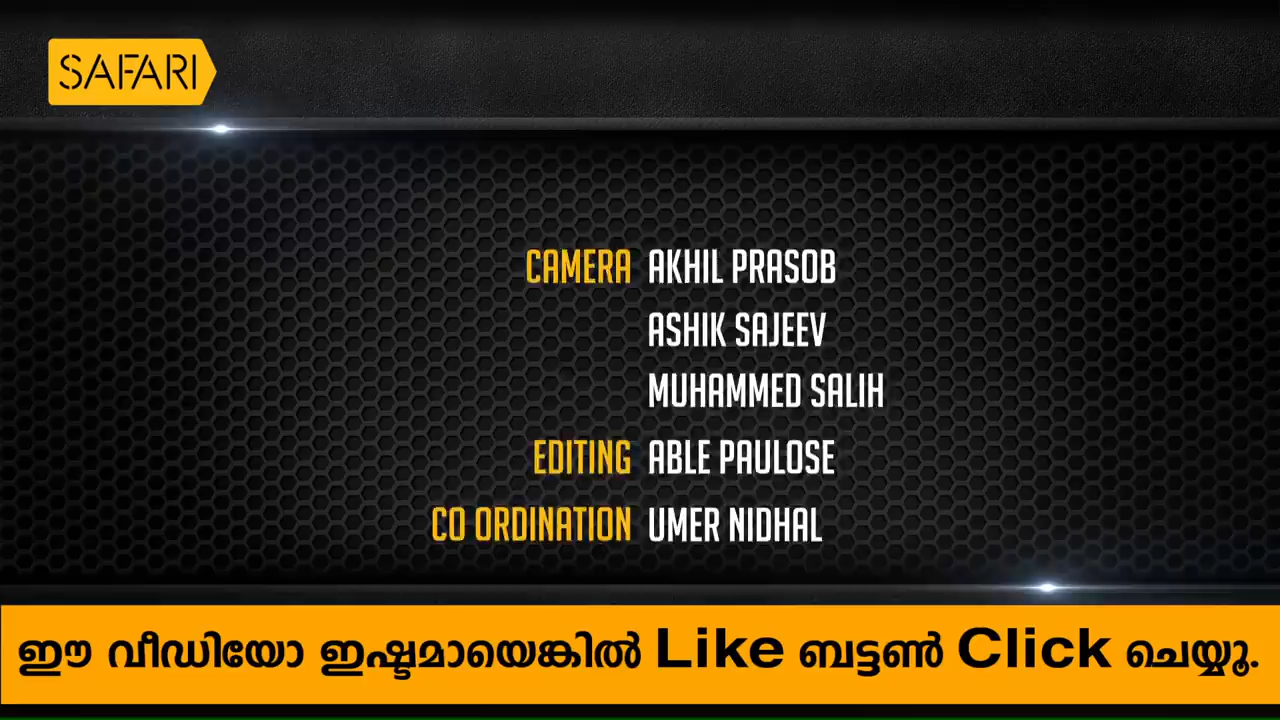 SAFARI
CAMERA AKHIL PRASOB
ASHIK SAJEEV
MUHAMMED SALIH
EDITING ABLE PAULOSE
CO ORDINATION UMER NIDHAL
ഈ വീഡിയോ ഇഷ്ടമായെങ്കിൽ Like ബട്ടൺ Click ചെയ്യൂ.